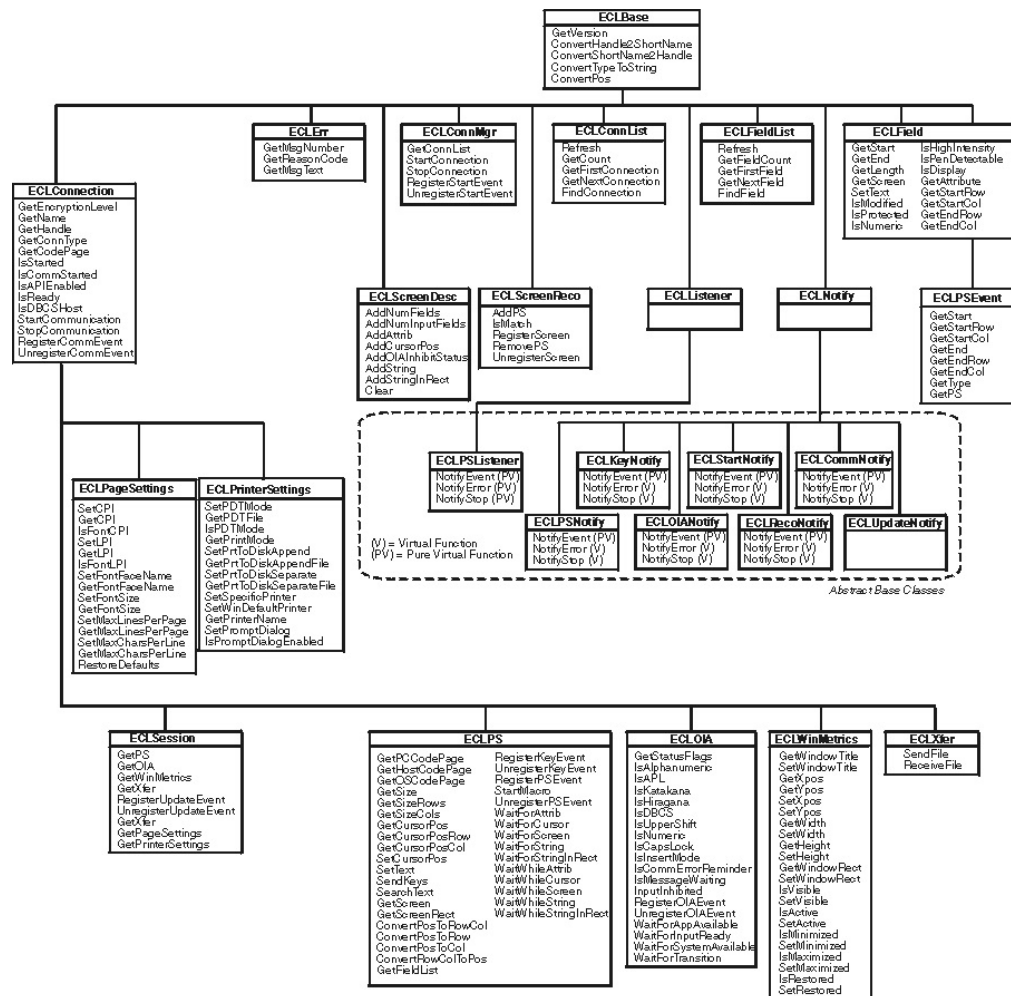 ECLBase
GetVersion
ConvertHandle2ShortName
ConvertShortName2Handle
ConvertTypeToString
ConvertPos
ECLErr
GetMsgNumber
GetReasonCode
GetMsgText
ECLConnMgr
GetConnList
StartConnection
StopConnection
RegisterStartEvent
UnregisterStartEvent
ECLConnList
Refresh
GetCount
GetFirstConnection
GetNextConnection
FindConnection
ECLFieldList
Refresh
GetFieldCount
GetFirstField
GetNextField
FindField
ECLField
GetStart
GetEnd
GetLength
GetScreen
SetText
IsModified
IsProtected
IsNumeric
IsHighIntensity
IsPenDetectable
IsDisplay
GetAttribute
GetStartRow
GetStartCol
GetEndRow
GetEndCol
ECLConnection
GetEncryptionLevel
GetName
GetHandle
GetConnType
GetCodePage
IsStarted
IsCommStarted
IsAPIEnabled
IsReady
IsDBCSHost
StartCommunication
StopCommunication
RegisterCommEvent
UnregisterCommEvent
ECLScreenDesc
AddNumFields
AddNumInputFields
AddAttrib
AddCursorPos
AddOIAInhibitStatus
AddString
AddStringInRect
Clear
ECLScreenReco
AddPS
IsMatch
RegisterScreen
RemovePS
UnregisterScreen
ECLListener
ECLNotify
ECLPSEvent
GetStart
GetStartRow
GetStartCol
GetEnd
GetEndRow
GetEndCol
GetType
GetPS
ECLPSListener
NotifyEvent (PV)
NotifyError (PV)
NotifyStop (PV)
ECLKeyNotify
NotifyEvent (PV)
NotifyError (V)
NotifyStop (V)
ECLStartNotify
NotifyEvent (PV)
NotifyError (V)
NotifyStop (V)
ECLCommNotify
NotifyEvent (PV)
NotifyError (V)
NotifyStop (V)
ECLPSNotify
NotifyEvent (PV)
NotifyError (V)
NotifyStop (V)
ECLOIANotify
NotifyEvent (PV)
NotifyError (V)
NotifyStop (V)
ECLRecoNotify
NotifyEvent (PV)
NotifyError (V)
NotifyStop (V)
ECLUpdateNotify
(V) = Virtual Function
(PV) = Pure Virtual Function
Abstract Base Classes
ECLPageSettings
SetCPI
GetCPI
IsFontCPI
SetLPI
GetLPI
IsFontLPI
SetFontFaceName
GetFontFaceName
SetFontSize
GetFontSize
SetMaxLinesPerPage
GetMaxLinesPerPage
SetMaxCharsPerLine
GetMaxCharsPerLine
RestoreDefaults
ECLPrinterSettings
SetPDTMode
GetPDTFile
IsPDTMode
GetPrintMode
SetPrtToDiskAppend
GetPrtToDiskAppendFile
SetPrtToDiskSeparate
GetPrtToDiskSeparateFile
SetSpecificPrinter
SetWinDefaultPrinter
GetPrinterName
SetPromptDialog
IsPromptDialogEnabled
ECLSession
GetPS
GetOIA
GetWinMetrics
GetXfer
RegisterUpdateEvent
UnregisterUpdateEvent
GetXfer
GetPageSettings
GetPrinterSettings
ECLPS
GetPCCodePage
GetHostCodePage
GetOSCodePage
GetSize
GetSizeRows
GetSizeCols
GetCursorPos
GetCursorPosRow
GetCursorPosCol
SetCursorPos
SetText
SendKeys
SearchText
GetScreen
GetScreenRect
ConvertPosToRowCol
ConvertPosToRow
ConvertPosToCol
ConvertRowColToPos
GetFieldList
RegisterKeyEvent
UnregisterKeyEvent
RegisterPSEvent
StartMacro
UnregisterPSEvent
WaitForAttrib
WaitForCursor
WaitForScreen
WaitForString
WaitForStringInRect
WaitWhileAttrib
WaitWhileCursor
WaitWhileScreen
WaitWhileString
WaitWhileStringInRect
ECLOIA
GetStatusFlags
IsAlphanumeric
IsAPL
IsKatakana
IsHiragana
IsDBCS
IsUpperShift
IsNumeric
IsCapsLock
IsInsertMode
IsCommErrorReminder
IsMessageWaiting
InputInhibited
RegisterOIAEvent
UnregisterOIAEvent
WaitForAppAvailable
WaitForInputReady
WaitForSystemAvailable
WaitForTransition
ECLWinMetrics
GetWindowTitle
SetWindowTitle
GetXpos
GetYpos
SetXpos
SetYpos
GetWidth
SetWidth
GetHeight
SetHeight
GetWindowRect
SetWindowRect
IsVisible
SetVisible
IsActive
SetActive
IsMinimized
SetMinimized
IsMaximized
SetMaximized
IsRestored
SetRestored
ECLXfer
SendFile
ReceiveFile